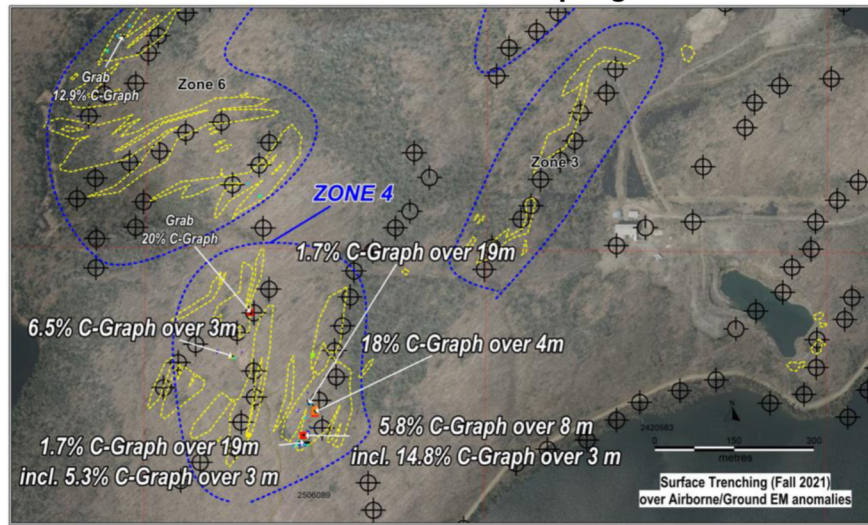 Grab
12.9% C-Graph
Zone 6
Zone 3
ZONE 4
Grab
20% C-Graph
1.7% C-Graph over 19m
6.5% C-Graph over 3m
18% C-Graph over 4m
1.7% C-Graph over 19m
incl. 5.3% C-Graph over 3 m
5.8% C-Graph over 8 m
incl. 14.8% C-Graph over 3 m
2420583
N
0 150 300
metres
2506089
Surface Trenching (Fall 2021)
over Airborne/Ground EM anomalies